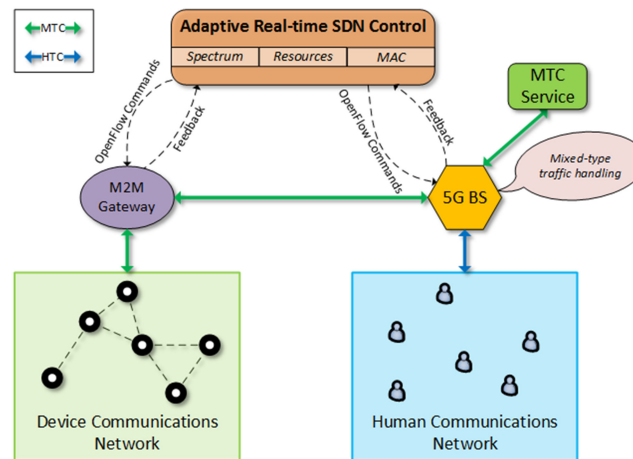 MTC
HTC
Adaptive Real-time SDN Control
Spectrum
Resources
MAC
OpenFlow Commands
Feedback
OpenFlow Commands
Feedback
MTC
Service
M2M
Gateway
5G BS
Mixed-type
traffic handling
Device Communications
Network
Human Communications
Network